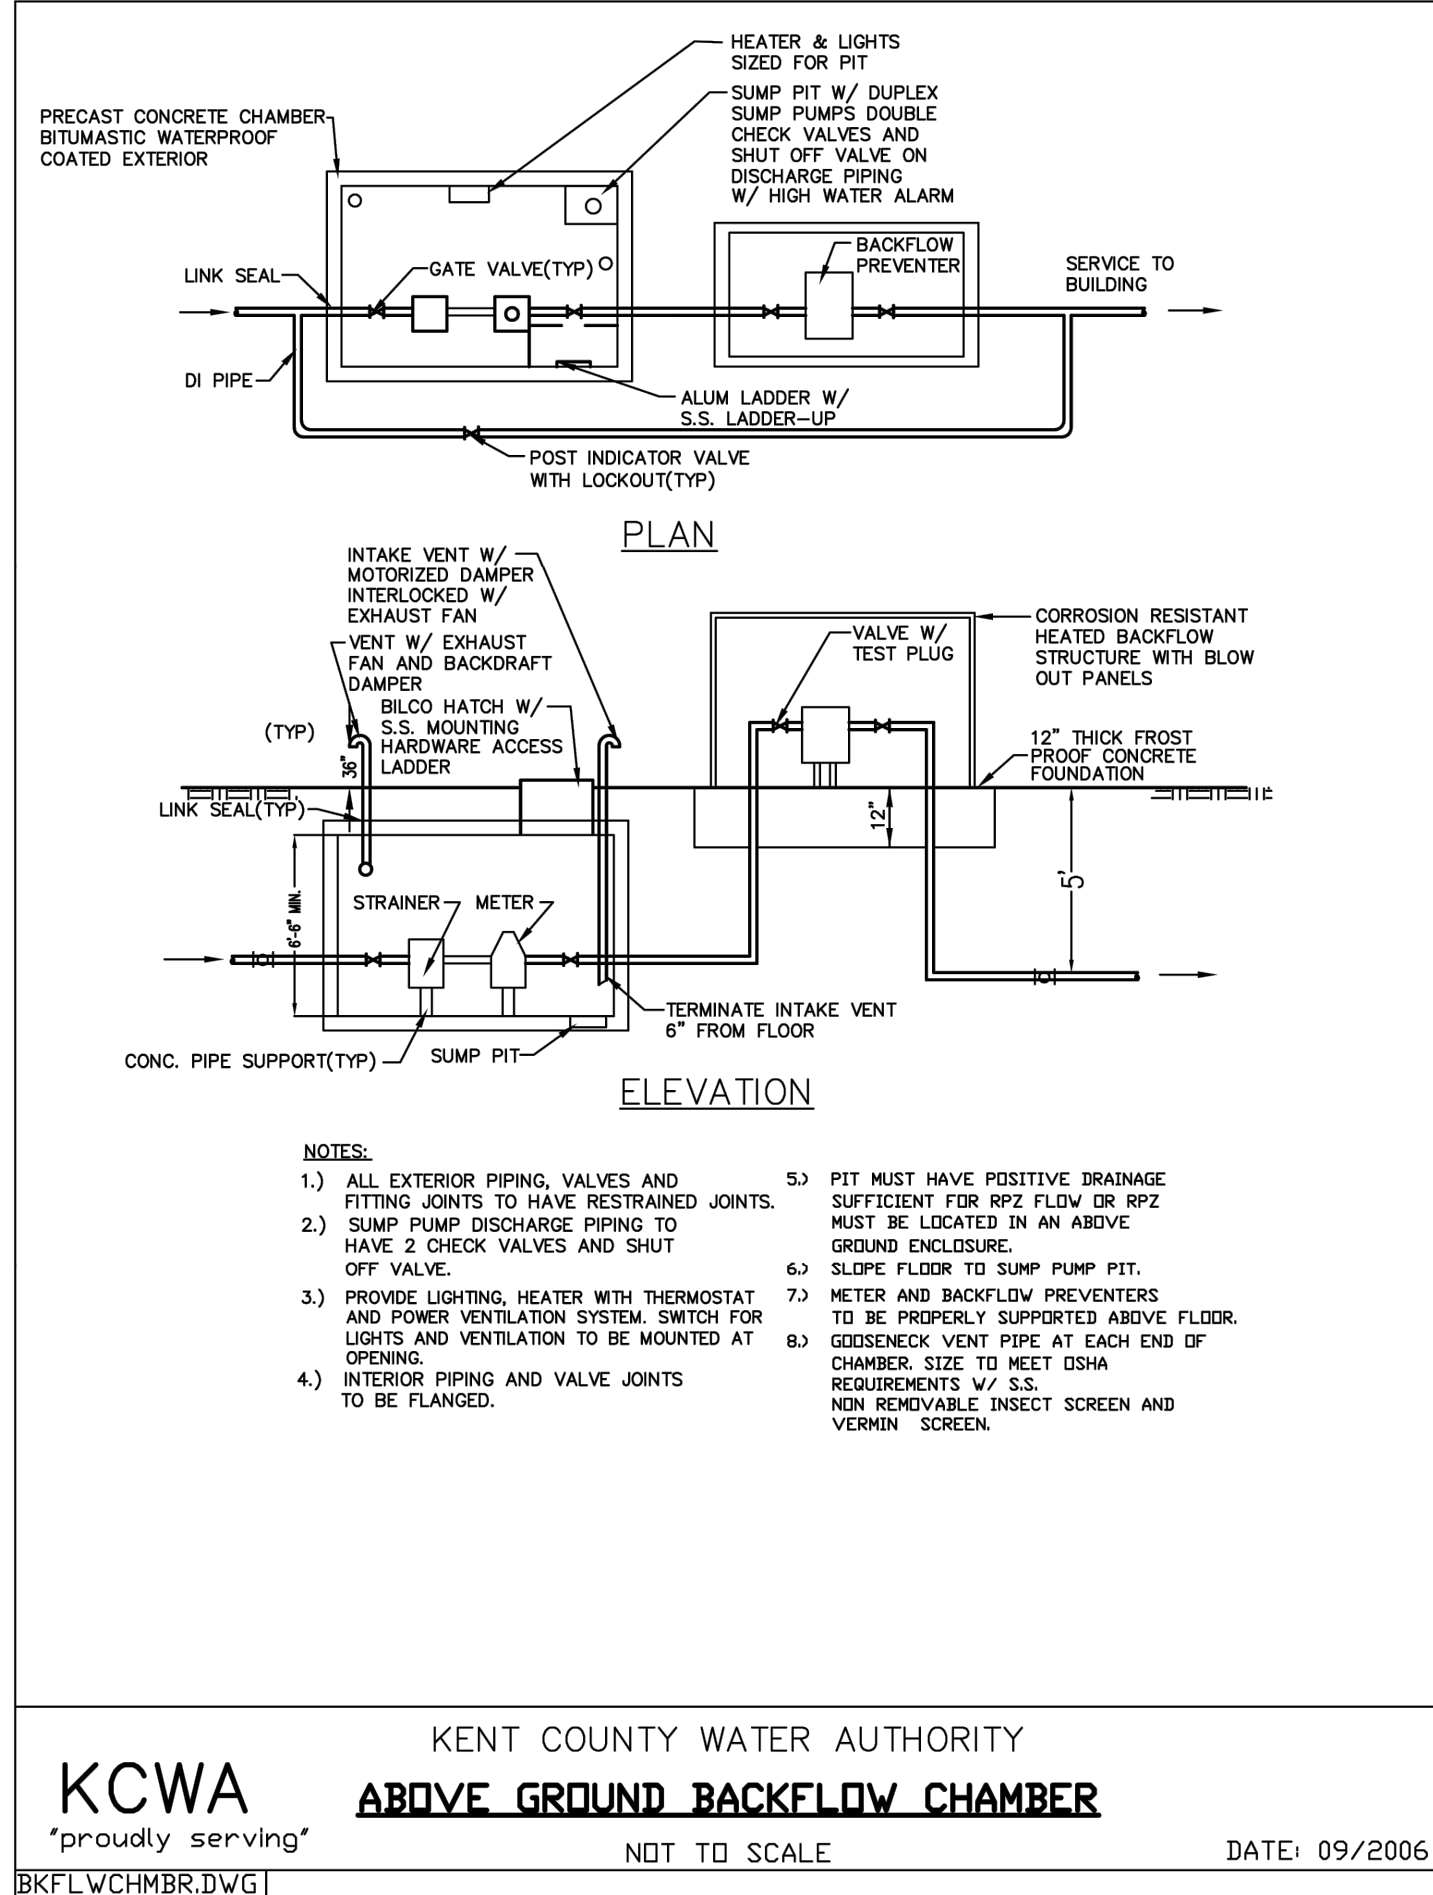 HEATER & LIGHTS
SIZED FOR PIT
SUMP PIT W/ DUPLEX
SUMP PUMPS DOUBLE
CHECK VALVES AND
SHUT OFF VALVE ON
DISCHARGE PIPING
W/ HIGH WATER ALARM
PRECAST CONCRETE CHAMBER
BITUMASTIC WATERPROOF
COATED EXTERIOR
BACKFLOW
PREVENTER
LINK SEAL
GATE VALVE(TYP)
SERVICE TO
BUILDING
DI PIPE
ALUM LADDER W/
S.S. LADDER-UP
POST INDICATOR VALVE
WITH LOCKOUT(TYP)
PLAN
INTAKE VENT W/
MOTORIZED DAMPER
INTERLOCKED W/
EXHAUST FAN
VENT W/ EXHAUST
FAN AND BACKDRAFT
DAMPER
BILCO HATCH W/
S.S. MOUNTING
HARDWARE ACCESS
LADDER
(TYP)
36"
VALVE W/
TEST PLUG
CORROSION RESISTANT
HEATED BACKFLOW
STRUCTURE WITH BLOW
OUT PANELS
12" THICK FROST
PROOF CONCRETE
FOUNDATION
LINK SEAL(TYP)
12"
5'
6'-6" MIN.
STRAINER
METER
TERMINATE INTAKE VENT
6" FROM FLOOR
CONC. PIPE SUPPORT(TYP)
SUMP PIT
ELEVATION
NOTES:
1.) ALL EXTERIOR PIPING, VALVES AND
FITTING JOINTS TO HAVE RESTRAINED JOINTS.
2.) SUMP PUMP DISCHARGE PIPING TO
HAVE 2 CHECK VALVES AND SHUT
OFF VALVE.
3.) PROVIDE LIGHTING, HEATER WITH THERMOSTAT
AND POWER VENTILATION SYSTEM. SWITCH FOR
LIGHTS AND VENTILATION TO BE MOUNTED AT
OPENING.
4.) INTERIOR PIPING AND VALVE JOINTS
TO BE FLANGED.
5.) PIT MUST HAVE POSITIVE DRAINAGE
SUFFICIENT FOR RPZ FLOW OR RPZ
MUST BE LOCATED IN AN ABOVE
GROUND ENCLOSURE.
6.) SLOPE FLOOR TO SUMP PUMP PIT.
7.) METER AND BACKFLOW PREVENTERS
TO BE PROPERLY SUPPORTED ABOVE FLOOR.
8.) GOOSENECK VENT PIPE AT EACH END OF
CHAMBER. SIZE TO MEET OSHA
REQUIREMENTS W/ S.S.
NON REMOVABLE INSECT SCREEN AND
VERMIN SCREEN.
KENT COUNTY WATER AUTHORITY
KCWA
"proudly serving"
ABOVE GROUND BACKFLOW CHAMBER
NOT TO SCALE
DATE: 09/2006
BKFLWCHMBR.DWG